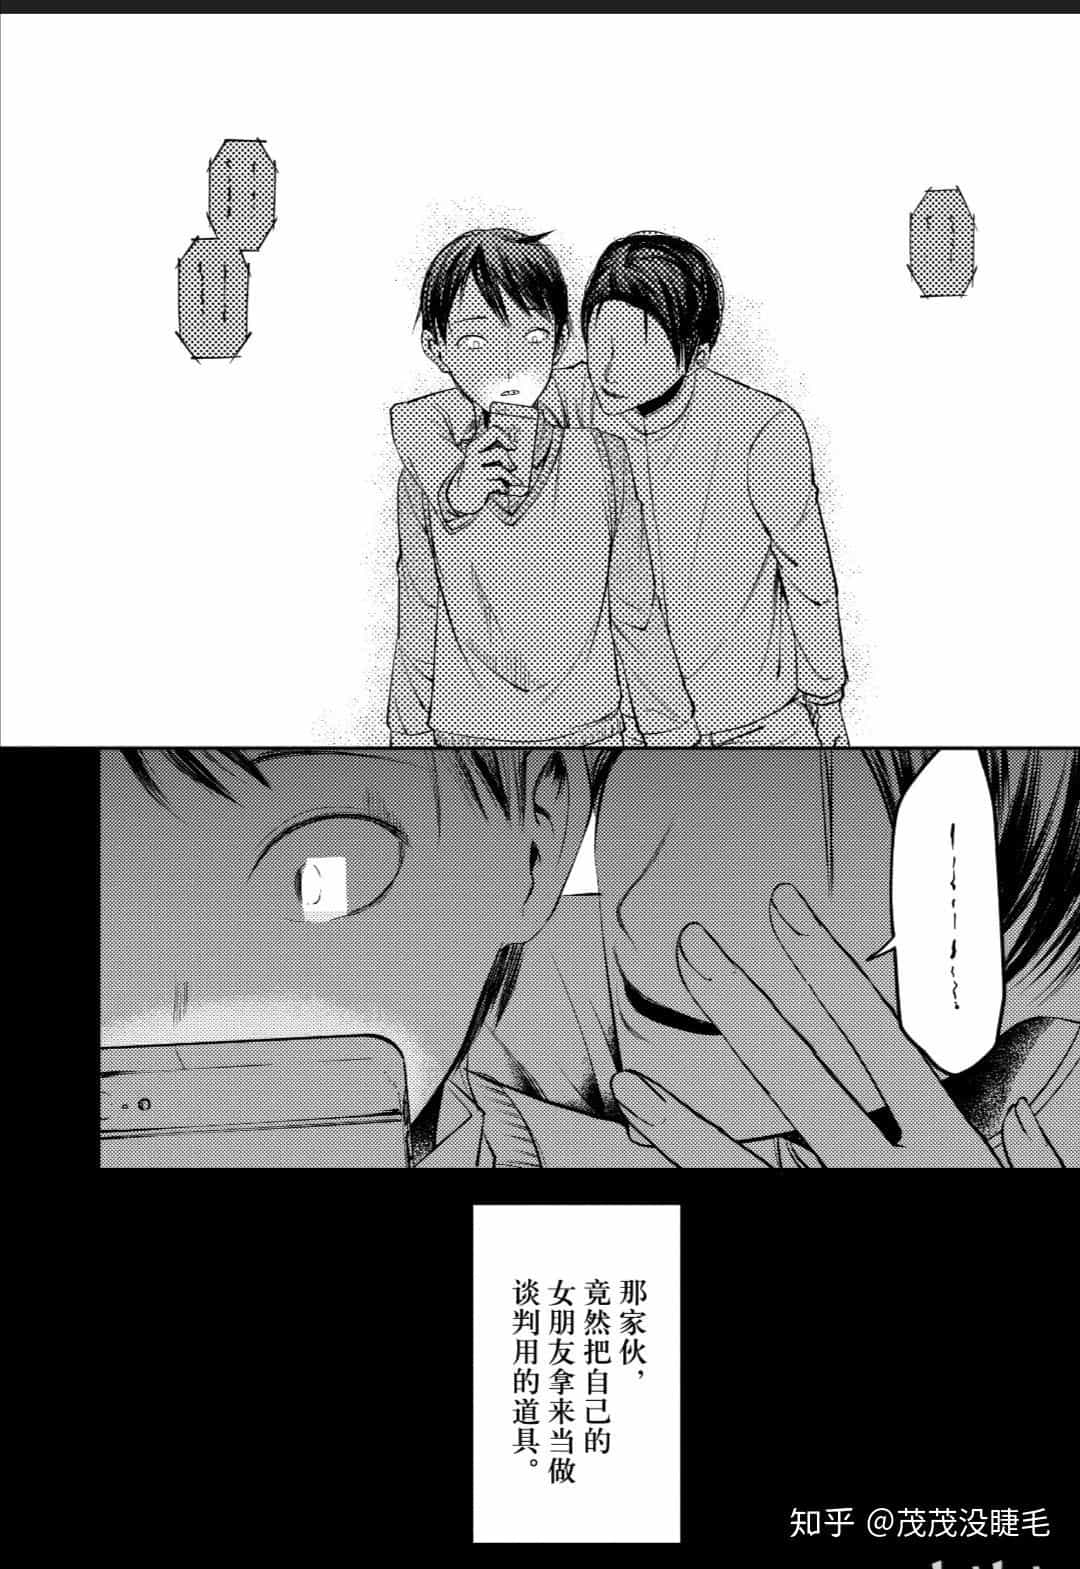 那家伙，
竟然把自己的
女朋友拿来当做
谈判用的道具。
知乎 @茂茂没睫毛